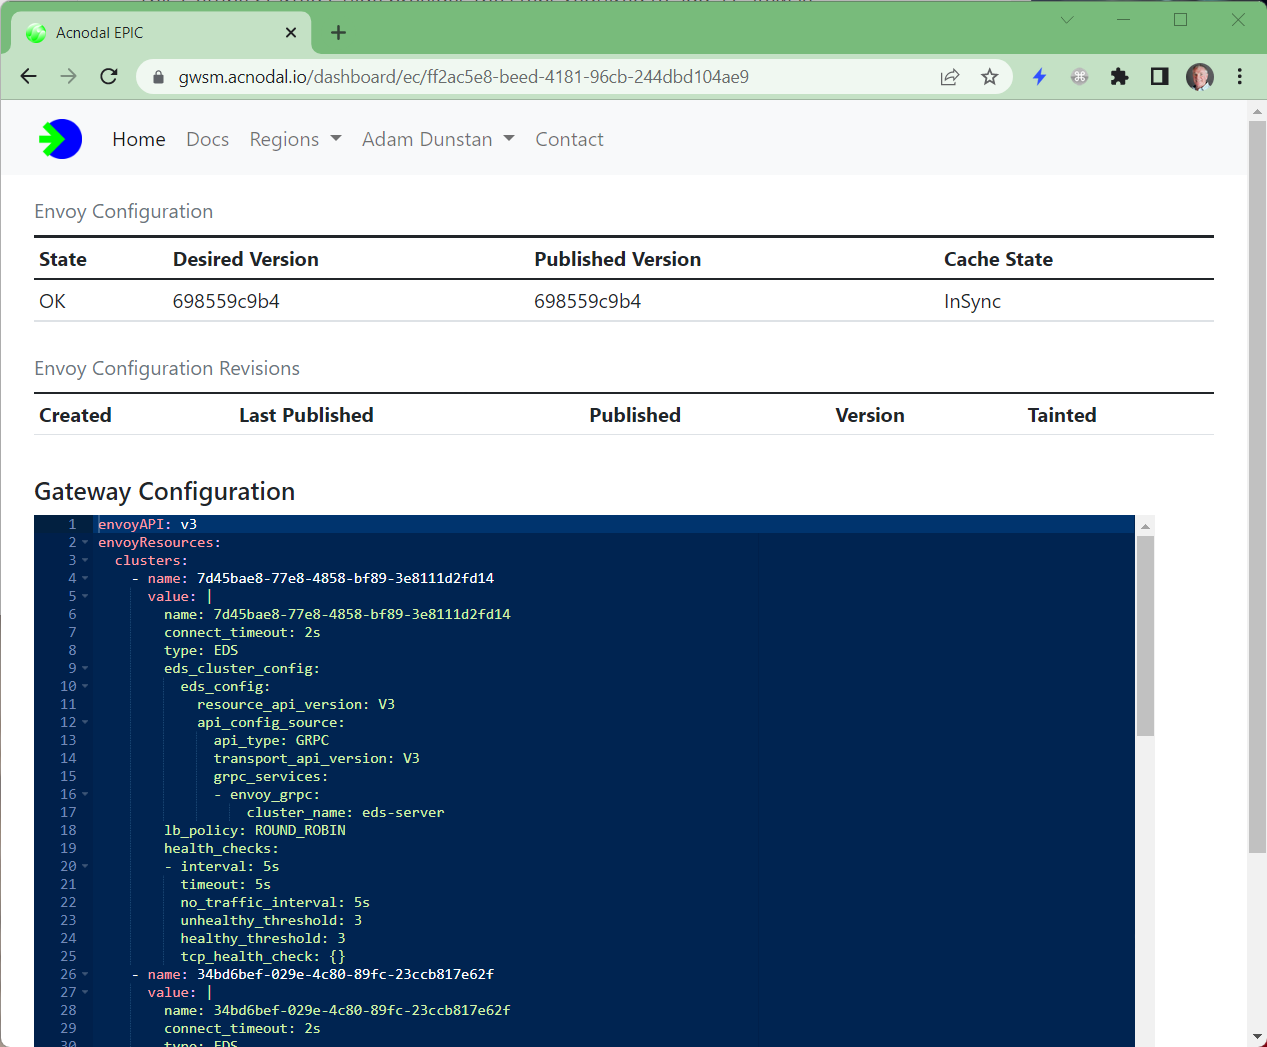 Acnodal EPIC
gwsm.acnodal.io/dashboard/ec/ff2ac5e8-beed-4181-96cb-244dbd104ae9
Home Docs Regions Adam Dunstan Contact
Envoy Configuration
State Desired Version Published Version Cache State
OK 698559c9b4 698559c9b4 InSync
Envoy Configuration Revisions
Created Last Published Published Version Tainted
Gateway Configuration
1 envoyAPI: v3
2 envoyResources:
3 clusters:
4 - name: 7d45bae8-77e8-4858-bf89-3e8111d2fd14
5 value: |
6 name: 7d45bae8-77e8-4858-bf89-3e8111d2fd14
7 connect_timeout: 2s
8 type: EDS
9 eds_cluster_config:
10 eds_config:
11 resource_api_version: V3
12 api_config_source:
13 api_type: GRPC
14 transport_api_version: V3
15 grpc_services:
16 - envoy_grpc:
17 cluster_name: eds-server
18 lb_policy: ROUND_ROBIN
19 health_checks:
20 - interval: 5s
21 timeout: 5s
22 no_traffic_interval: 5s
23 unhealthy_threshold: 3
24 healthy_threshold: 3
25 tcp_health_check: {}
26 - name: 34bd6bef-029e-4c80-89fc-23ccb817e62f
27 value: |
28 name: 34bd6bef-029e-4c80-89fc-23ccb817e62f
29 connect_timeout: 2s
30 type: EDS